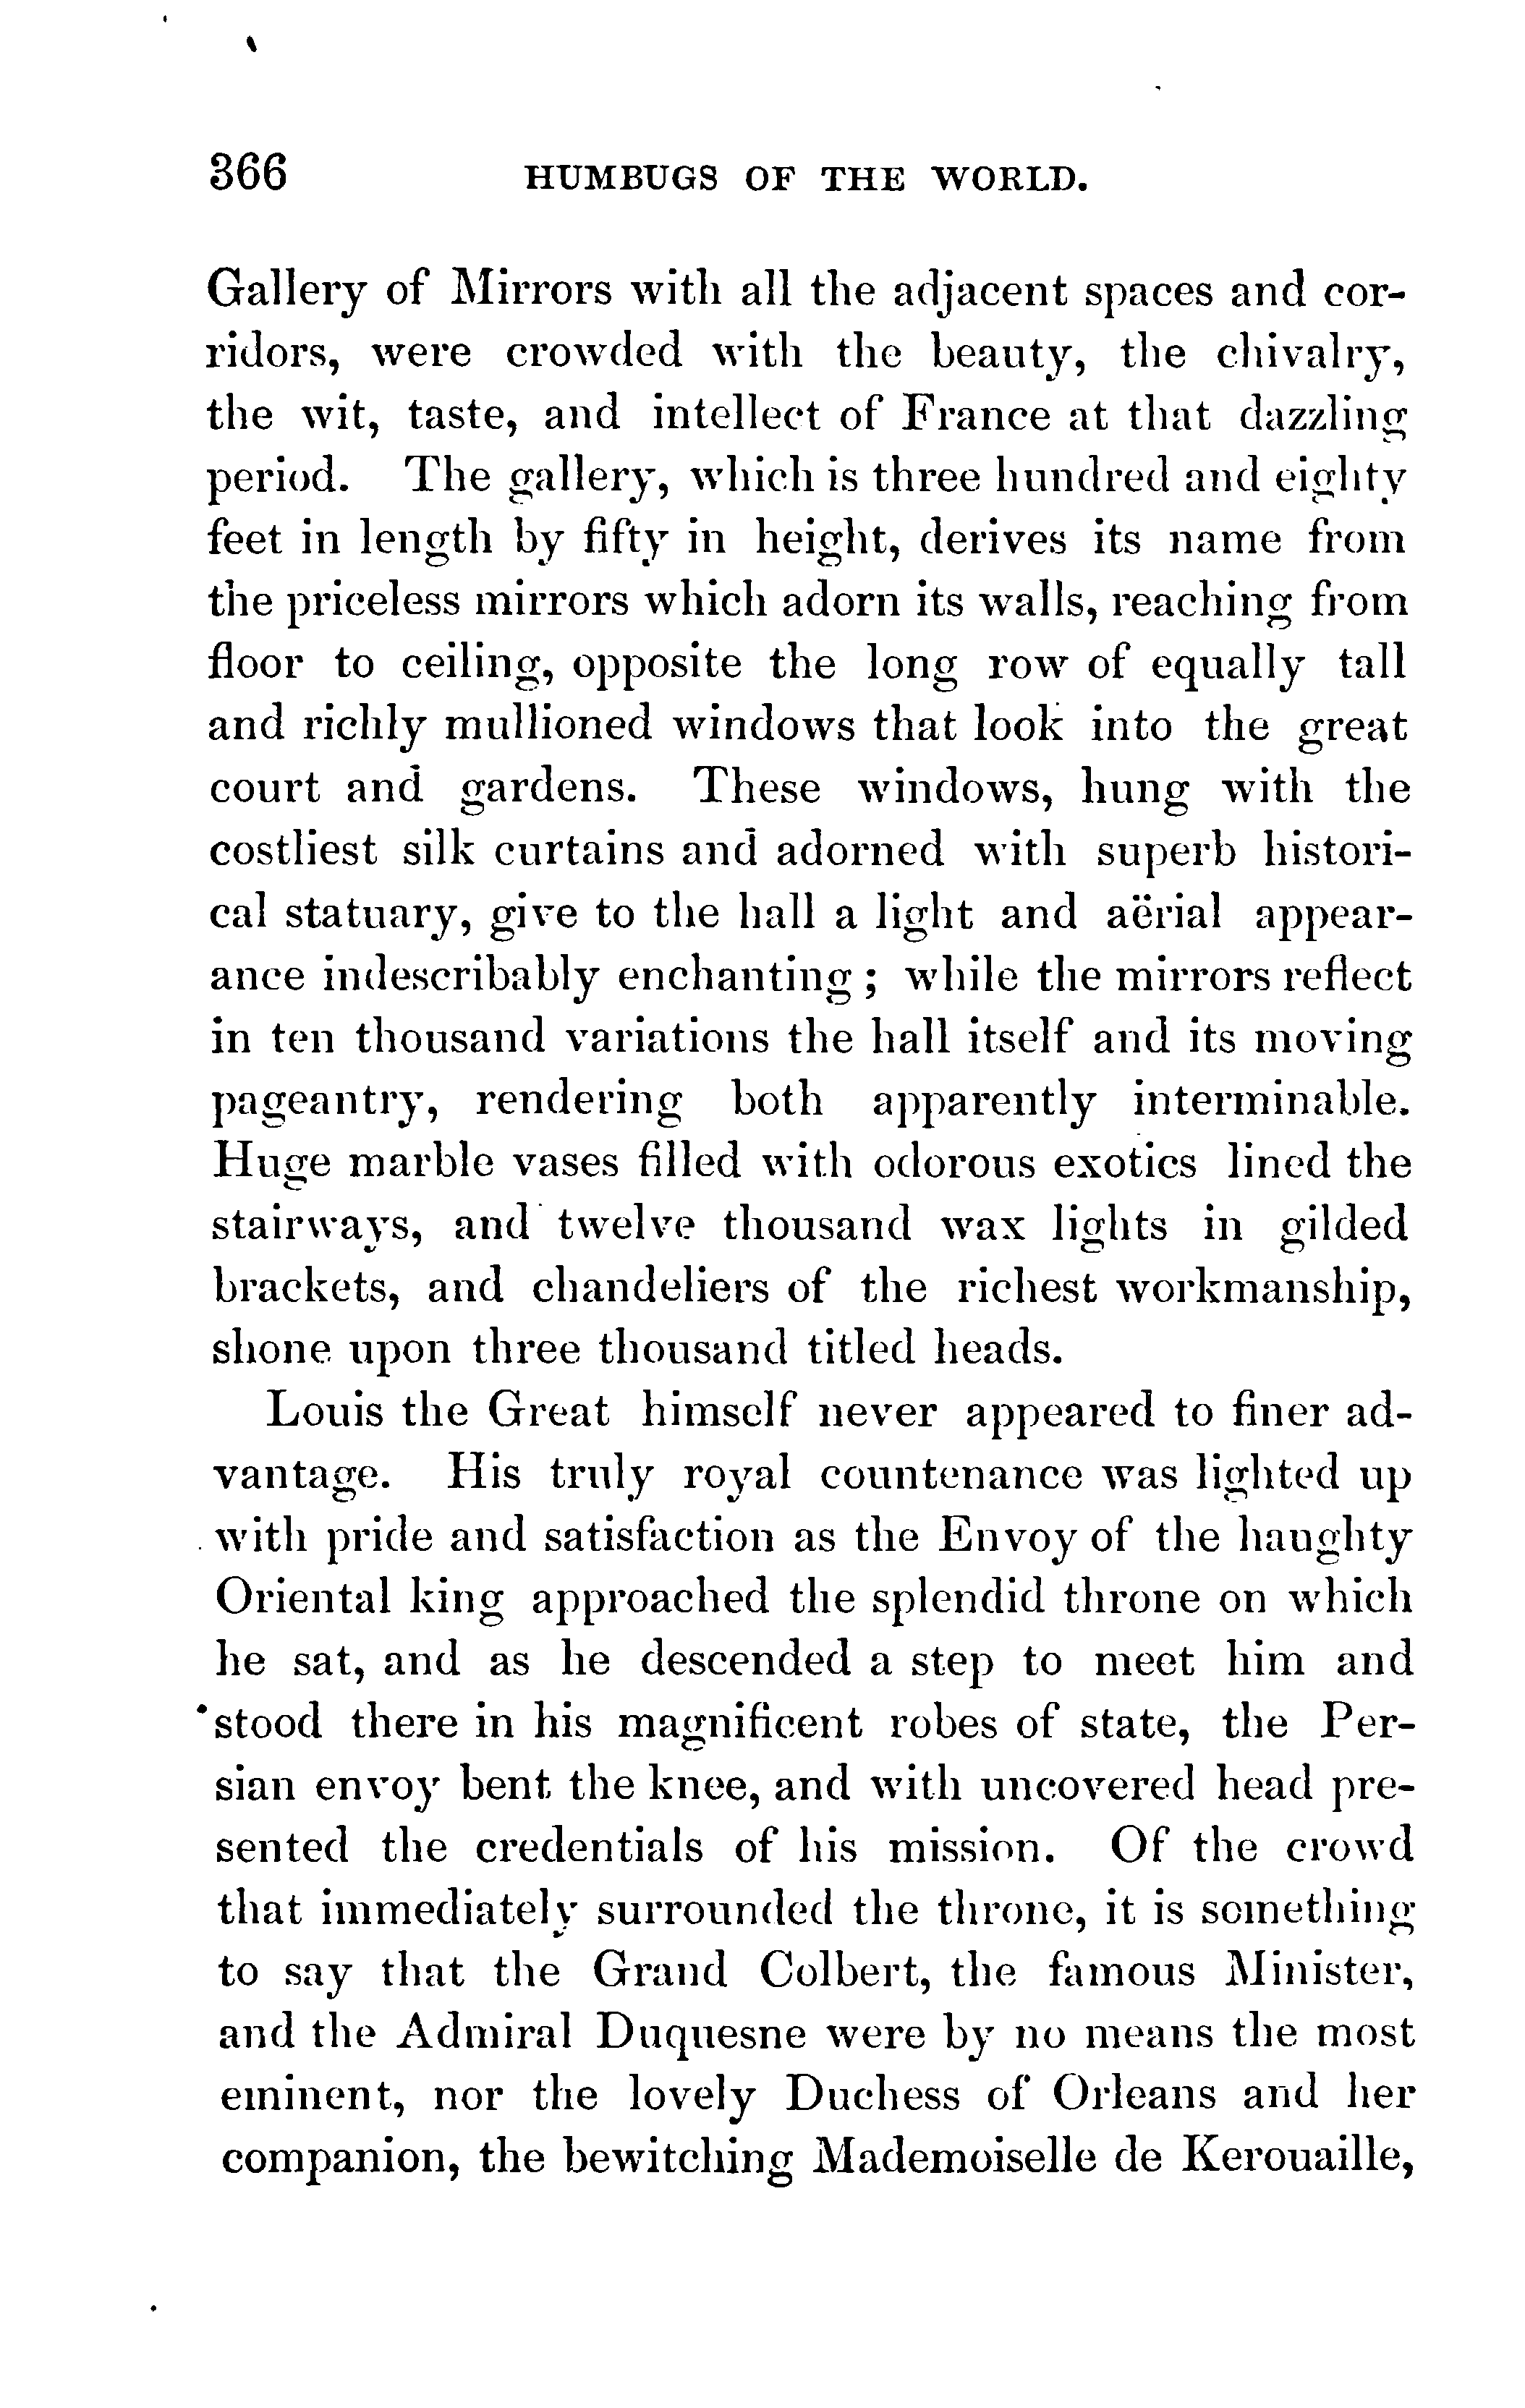 366 HUMBUGS OF THE WORLD.
Gallery of Mirrors with all the adjacent spaces and cor-
ridors, were crowded with the beauty, the chivalry,
the wit, taste, and intellect of France at that dazzling
period. The gallery, which is three hundred and eighty
feet in length by fifty in height, derives its name from
the priceless mirrors which adorn its walls, reaching from
floor to ceiling, opposite the long row of equally tall
and richly mullioned windows that look into the great
court and gardens. These windows, hung with the
costliest silk curtains and adorned with superb histori-
cal statuary, give to the hall a light and aërial appear-
ance indescribably enchanting ; while the mirrors reflect
in ten thousand variations the hall itself and its moving
pageantry, rendering both apparently interminable.
Huge marble vases filled with odorous exotics lined the
stairways, and twelve thousand wax lights in gilded
brackets, and chandeliers of the richest workmanship,
shone upon three thousand titled heads.
Louis the Great himself never appeared to finer ad-
vantage. His truly royal countenance was lighted up
with pride and satisfaction as the Envoy of the haughty
Oriental king approached the splendid throne on which
he sat, and as he descended a step to meet him and
stood there in his magnificent robes of state, the Per-
sian envoy bent the knee, and with uncovered head pre-
sented the credentials of his mission. Of the crowd
that immediately surrounded the throne, it is something
to say that the Grand Colbert, the famous Minister,
and the Admiral Duquesne were by no means the most
eminent, nor the lovely Duchess of Orleans and her
companion, the bewitching Mademoiselle de Kerouaille,